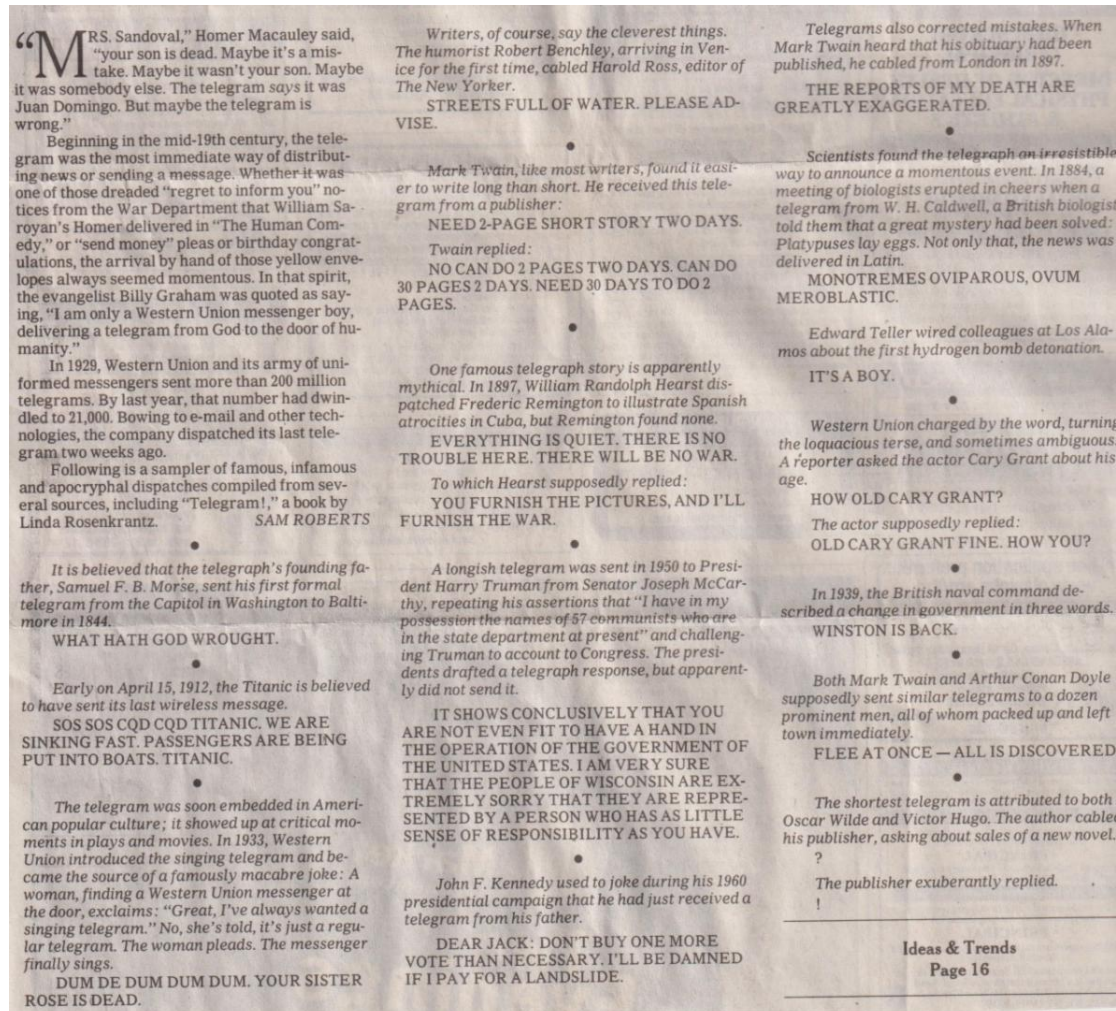 “MRS. Sandoval,” Homer Macauley said,
“your son is dead. Maybe it’s a mis-
take. Maybe it wasn’t your son. Maybe
it was somebody else. The telegram says it was
Juan Domingo. But maybe the telegram is
wrong.”
Beginning in the mid-19th century, the tele-
gram was the most immediate way of distribut-
ing news or sending a message. Whether it was
one of those dreaded “regret to inform you” no-
tices from the War Department that William Sa-
royan’s Homer delivered in “The Human Com-
edy,” or “send money” pleas or birthday congrat-
ulations, the arrival by hand of those yellow enve-
lopes always seemed momentous. In that spirit,
the evangelist Billy Graham was quoted as say-
ing, “I am only a Western Union messenger boy,
delivering a telegram from God to the door of hu-
manity.”
In 1929, Western Union and its army of uni-
formed messengers sent more than 200 million
telegrams. By last year, that number had dwin-
dled to 21,000. Bowing to e-mail and other tech-
nologies, the company dispatched its last tele-
gram two weeks ago.
Following is a sampler of famous, infamous
and apocryphal dispatches compiled from sev-
eral sources, including “Telegram!,” a book by
Linda Rosenkrantz. SAM ROBERTS
●
It is believed that the telegraph’s founding fa-
ther, Samuel F. B. Morse, sent his first formal
telegram from the Capitol in Washington to Balti-
more in 1844.
WHAT HATH GOD WROUGHT.
●
Early on April 15, 1912, the Titanic is believed
to have sent its last wireless message.
SOS SOS CQD CQD TITANIC. WE ARE
SINKING FAST. PASSENGERS ARE BEING
PUT INTO BOATS. TITANIC.
●
The telegram was soon embedded in Ameri-
can popular culture; it showed up at critical mo-
ments in plays and movies. In 1933, Western
Union introduced the singing telegram and be-
came the source of a famously macabre joke: A
woman, finding a Western Union messenger at
the door, exclaims: “Great, I’ve always wanted a
singing telegram.” No, she’s told, it’s just a regu-
lar telegram. The woman pleads. The messenger
finally sings.
DUM DE DUM DUM DUM. YOUR SISTER
ROSE IS DEAD.
Writers, of course, say the cleverest things.
The humorist Robert Benchley, arriving in Ven-
ice for the first time, cabled Harold Ross, editor of
The New Yorker.
STREETS FULL OF WATER. PLEASE AD-
VISE.
●
Mark Twain, like most writers, found it easi-
er to write long than short. He received this tele-
gram from a publisher:
NEED 2-PAGE SHORT STORY TWO DAYS.
Twain replied:
NO CAN DO 2 PAGES TWO DAYS. CAN DO
30 PAGES 2 DAYS. NEED 30 DAYS TO DO 2
PAGES.
●
One famous telegraph story is apparently
mythical. In 1897, William Randolph Hearst dis-
patched Frederic Remington to illustrate Spanish
atrocities in Cuba, but Remington found none.
EVERYTHING IS QUIET. THERE IS NO
TROUBLE HERE. THERE WILL BE NO WAR.
To which Hearst supposedly replied:
YOU FURNISH THE PICTURES, AND I’LL
FURNISH THE WAR.
●
A longish telegram was sent in 1950 to Presi-
dent Harry Truman from Senator Joseph McCar-
thy, repeating his assertions that “I have in my
possession the names of 57 communists who are
in the state department at present” and challeng-
ing Truman to account to Congress. The presi-
dents drafted a telegraph response, but apparent-
ly did not send it.
IT SHOWS CONCLUSIVELY THAT YOU
ARE NOT EVEN FIT TO HAVE A HAND IN
THE OPERATION OF THE GOVERNMENT OF
THE UNITED STATES. I AM VERY SURE
THAT THE PEOPLE OF WISCONSIN ARE EX-
TREMELY SORRY THAT THEY ARE REPRE-
SENTED BY A PERSON WHO HAS AS LITTLE
SENSE OF RESPONSIBILITY AS YOU HAVE.
●
John F. Kennedy used to joke during his 1960
presidential campaign that he had just received a
telegram from his father.
DEAR JACK: DON’T BUY ONE MORE
VOTE THAN NECESSARY. I’LL BE DAMNED
IF I PAY FOR A LANDSLIDE.
Telegrams also corrected mistakes. When
Mark Twain heard that his obituary had been
published, he cabled from London in 1897.
THE REPORTS OF MY DEATH ARE
GREATLY EXAGGERATED.
●
Scientists found the telegraph an irresistible
way to announce a momentous event. In 1884, a
meeting of biologists erupted in cheers when a
telegram from W. H. Caldwell, a British biologist
told them that a great mystery had been solved:
Platypuses lay eggs. Not only that, the news was
delivered in Latin.
MONOTREMES OVIPAROUS, OVUM
MEROBLASTIC.
Edward Teller wired colleagues at Los Ala-
mos about the first hydrogen bomb detonation.
IT’S A BOY.
●
Western Union charged by the word, turning
the loquacious terse, and sometimes ambiguous.
A reporter asked the actor Cary Grant about his
age.
HOW OLD CARY GRANT?
The actor supposedly replied:
OLD CARY GRANT FINE. HOW YOU?
●
In 1939, the British naval command de-
scribed a change in government in three words.
WINSTON IS BACK.
●
Both Mark Twain and Arthur Conan Doyle
supposedly sent similar telegrams to a dozen
prominent men, all of whom packed up and left
town immediately.
FLEE AT ONCE — ALL IS DISCOVERED
●
The shortest telegram is attributed to both
Oscar Wilde and Victor Hugo. The author cabled
his publisher, asking about sales of a new novel.
?
The publisher exuberantly replied.
!
Ideas & Trends
Page 16